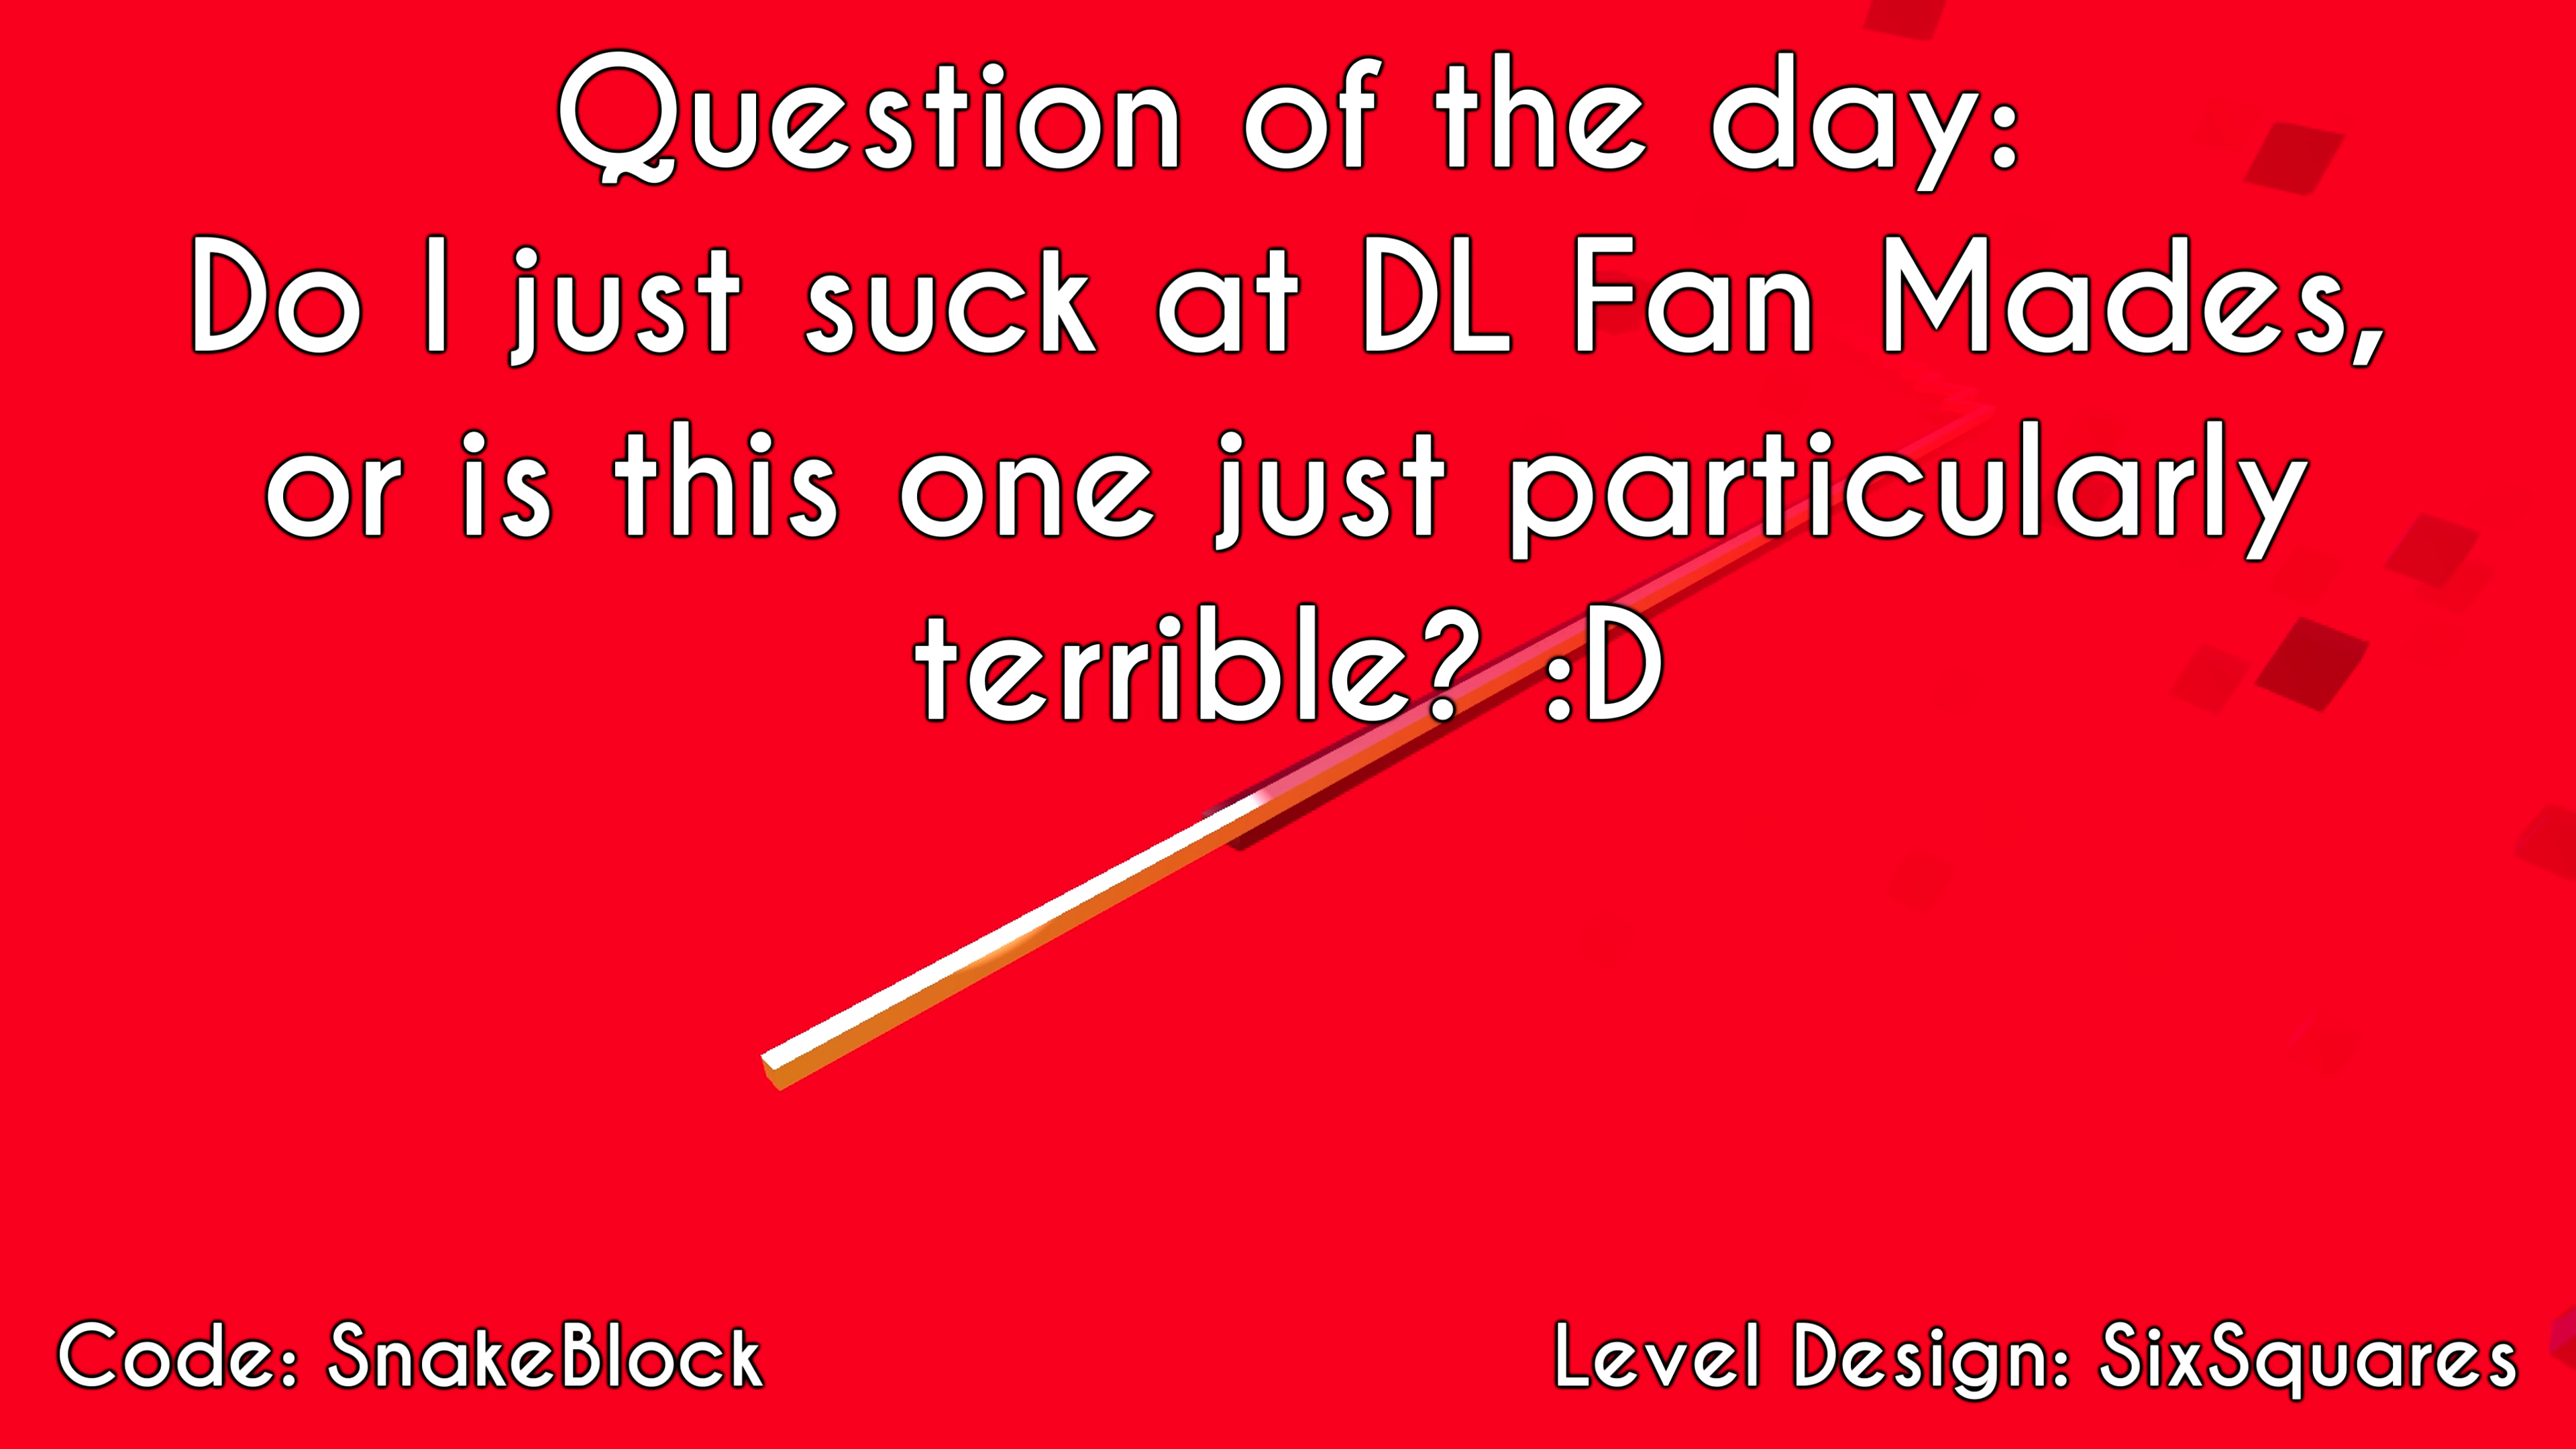 Question of the day:
Do I just suck at DL Fan Mades,
or is this one just particularly
terrible? :D
Code: SnakeBlock
Level Design: SixSquares